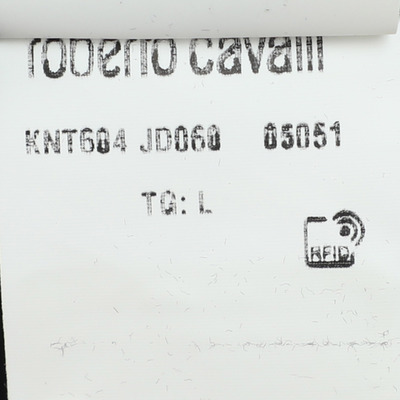 roberto cavalli
KNT604 JD060 05051
TG: L
RFID